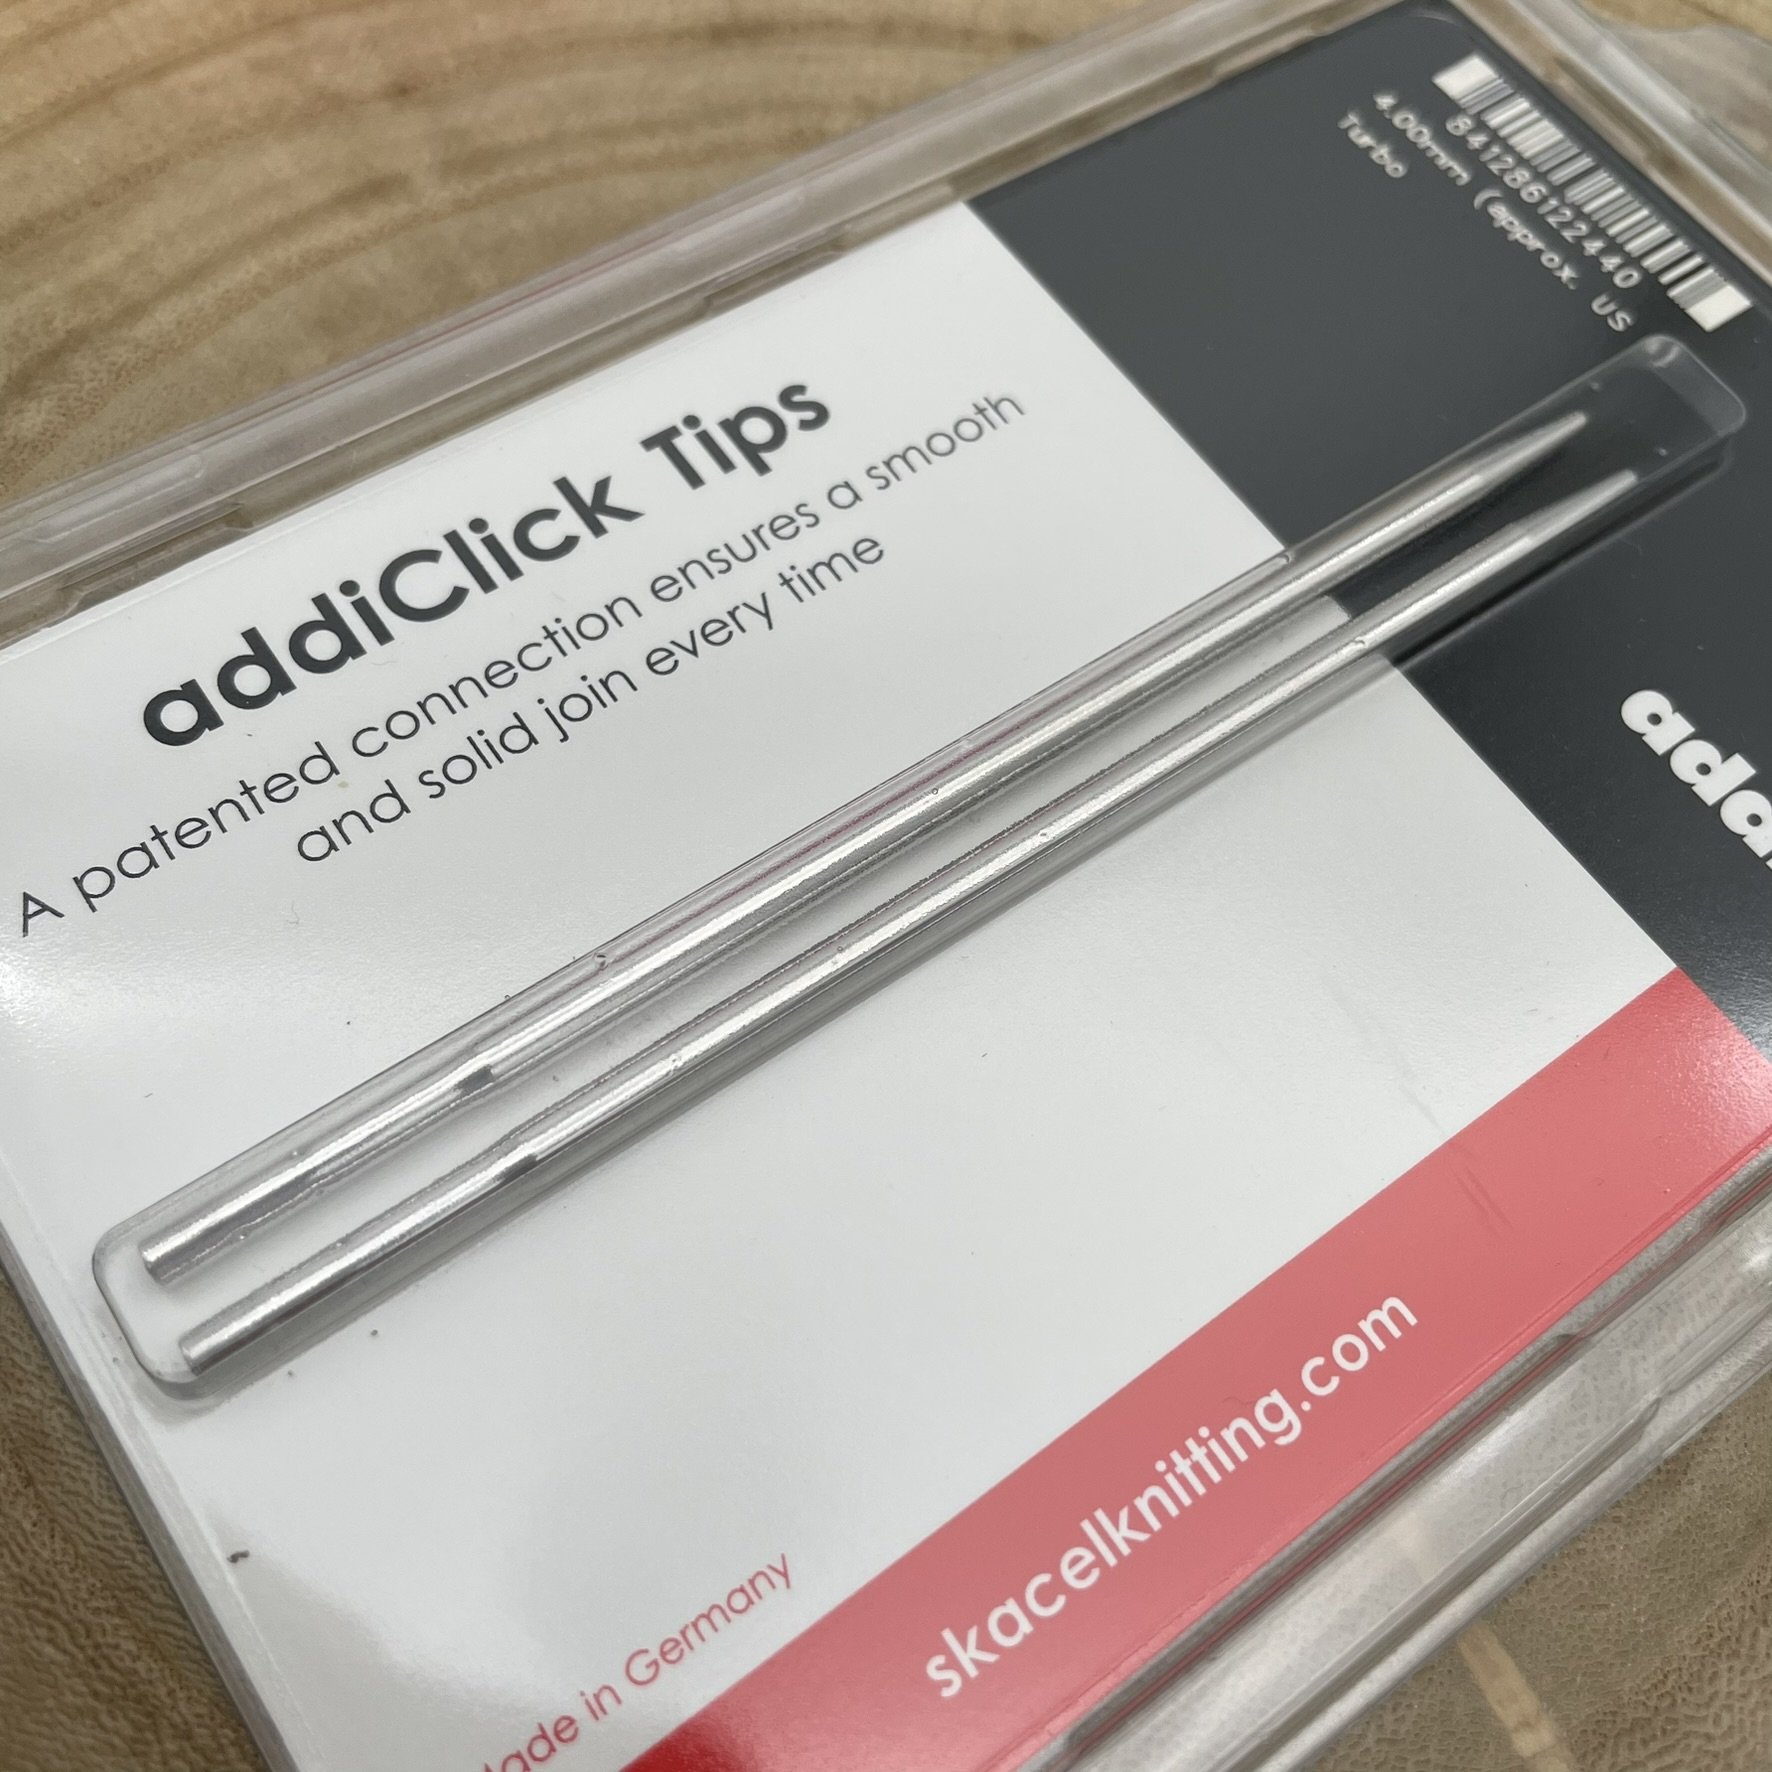 841286122440
4.00mm (approx. US
Turbo
addiClick Tips
A patented connection ensures a smooth
and solid join every time
skacelknitting.com
Made in Germany